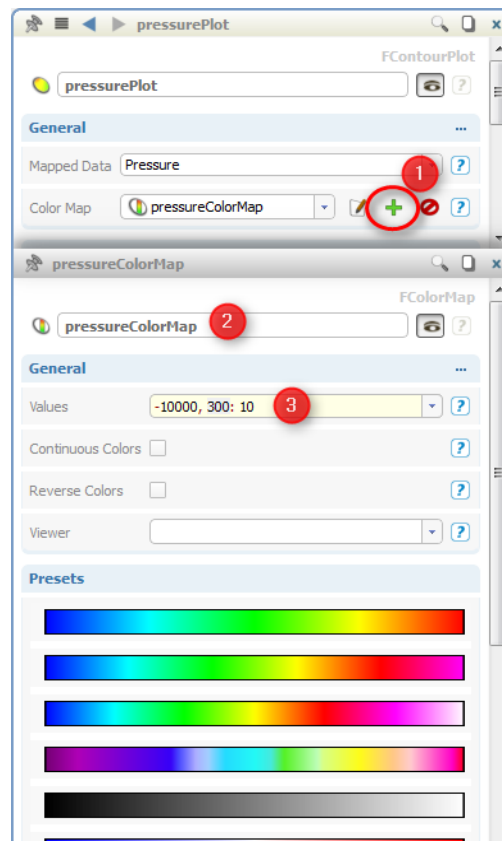 pressurePlot
FContourPlot
pressurePlot
?
General
...
Mapped Data Pressure ?
1
Color Map pressureColorMap ?
pressureColorMap
FColorMap
pressureColorMap 2 ?
General
...
Values -10000, 300: 10 3 ?
Continuous Colors ?
Reverse Colors ?
Viewer ?
Presets